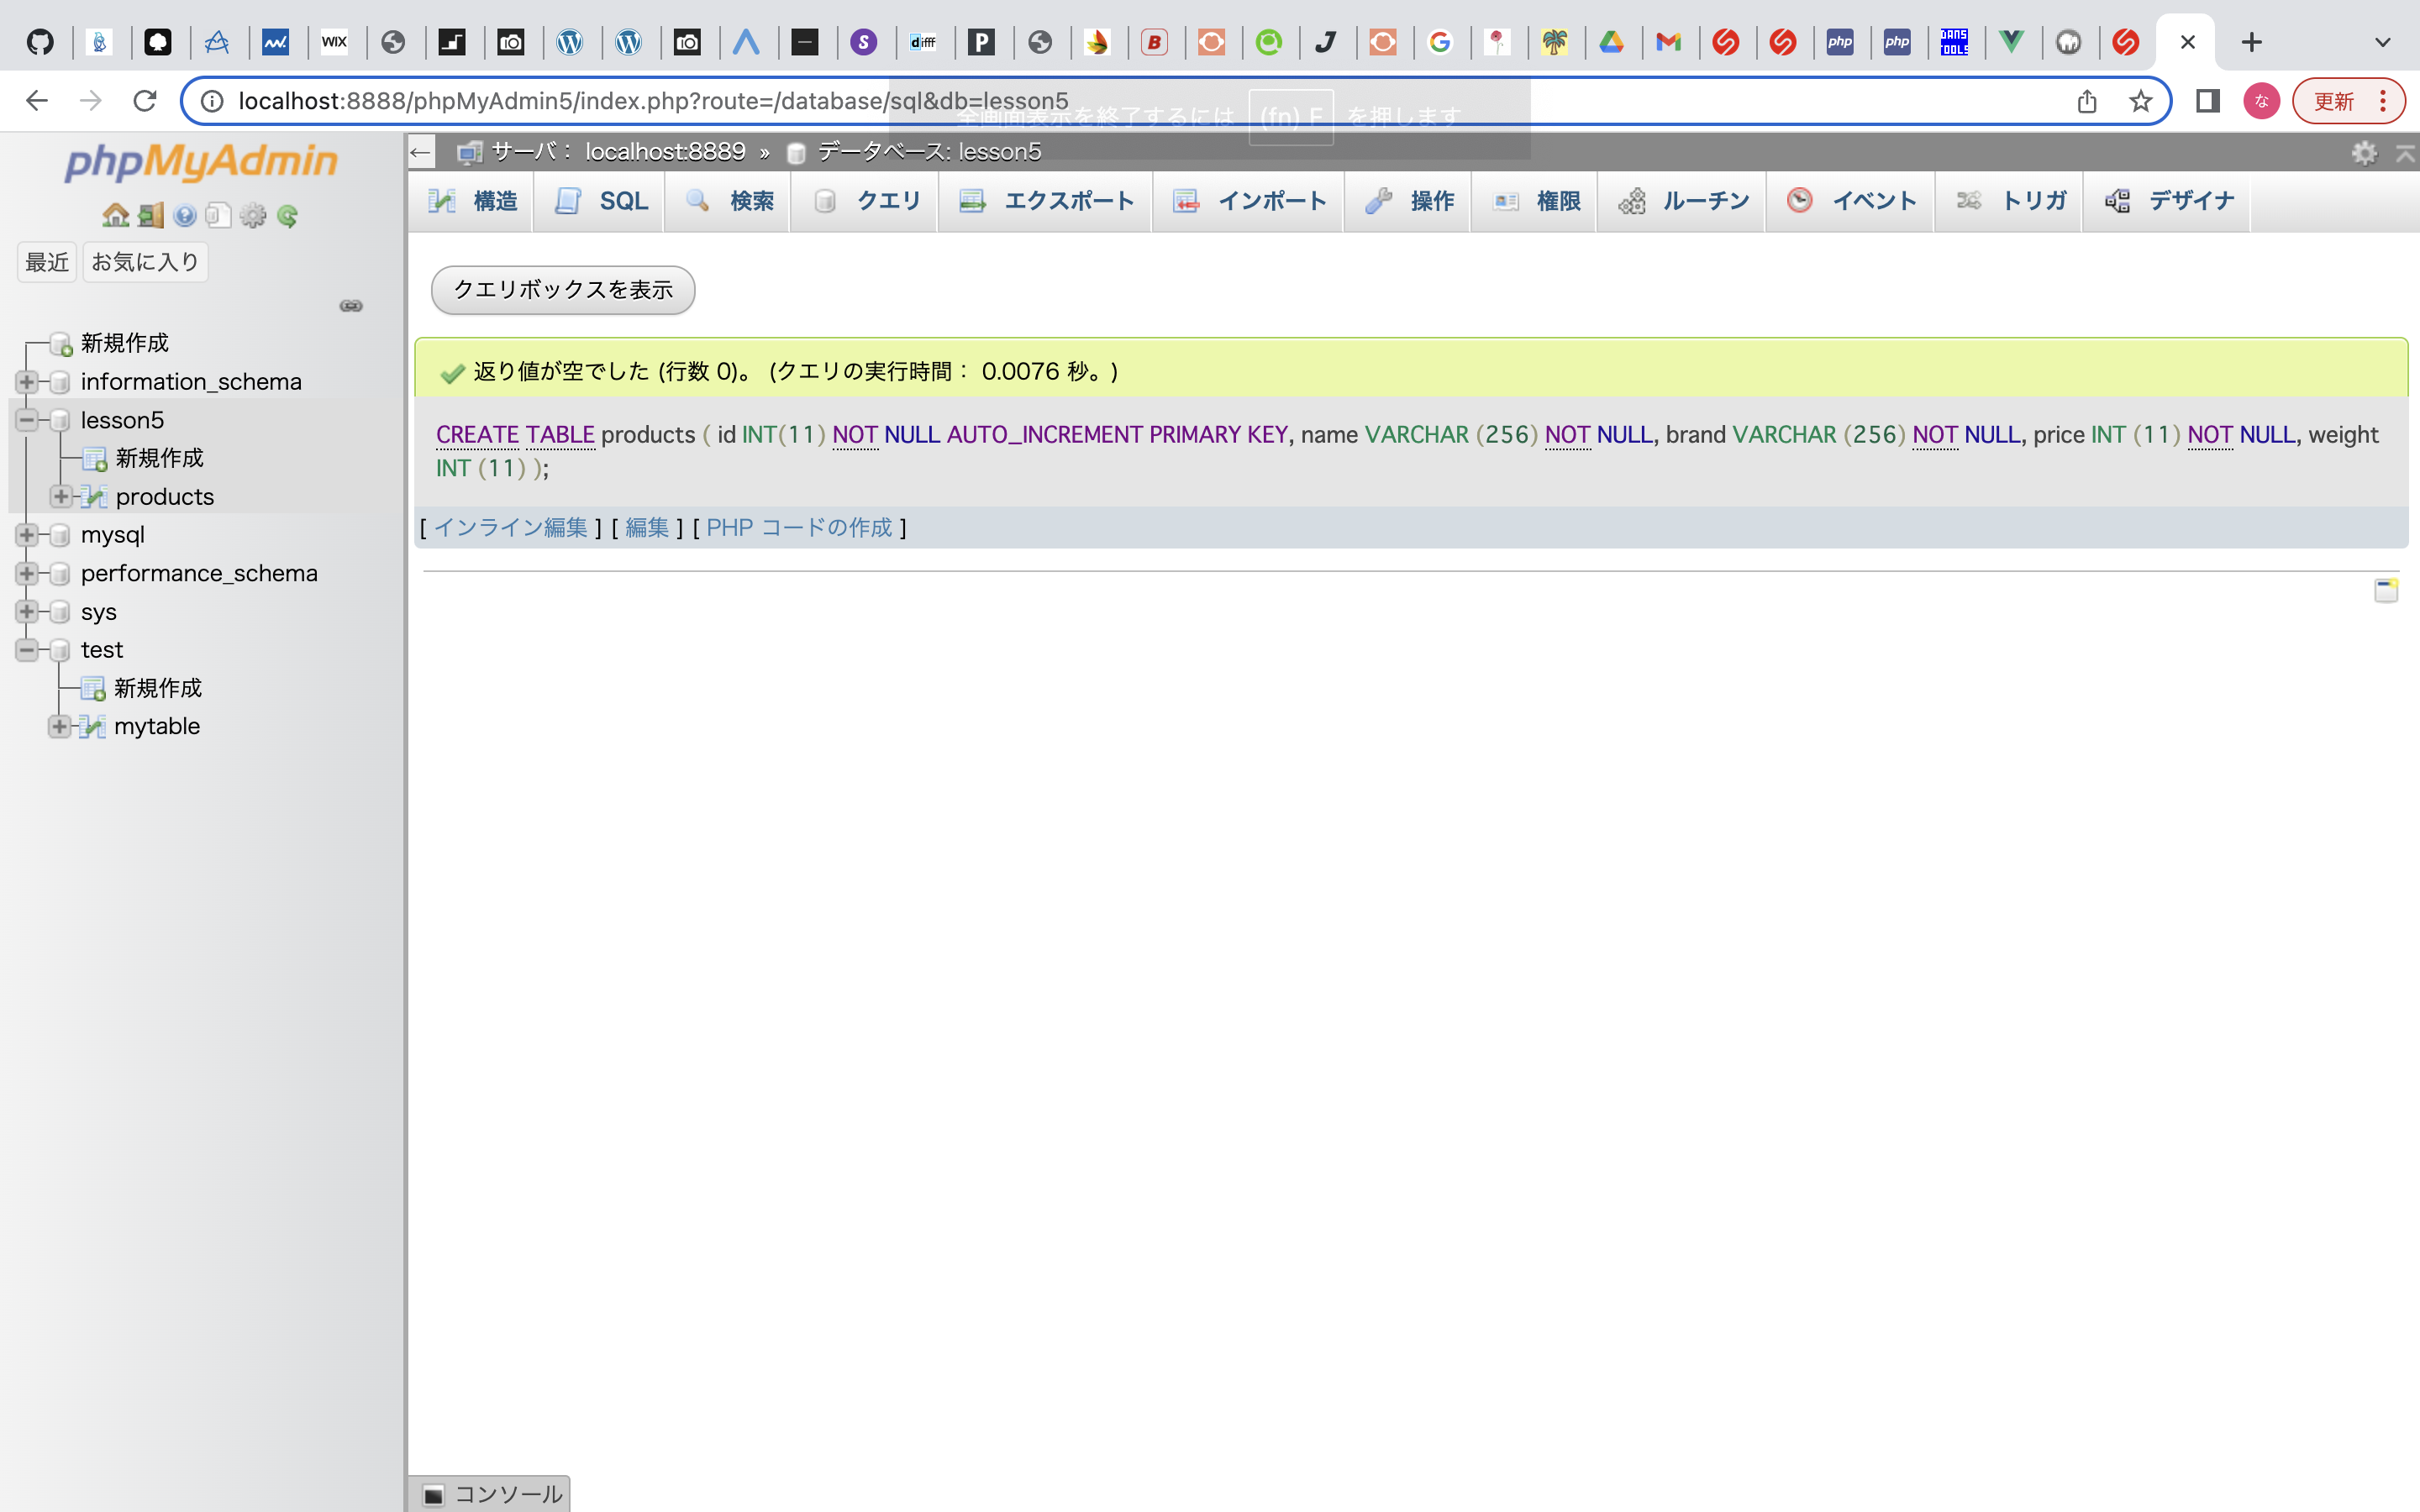 WIX
S
diff
P
B
J
G
php
php
DANS TOOLS
localhost:8888/phpMyAdmin5/index.php?route=/database/sql&db=lesson5
な
更新
全画面表示を終了するには (fn) F を押します
phpMyAdmin
サーバ： localhost:8889 » データベース: lesson5
構造
SQL
検索
クエリ
エクスポート
インポート
操作
権限
ルーチン
イベント
トリガ
デザイナ
最近
お気に入り
新規作成
information_schema
lesson5
新規作成
products
mysql
performance_schema
sys
test
新規作成
mytable
クエリボックスを表示
返り値が空でした (行数 0)。 (クエリの実行時間： 0.0076 秒。)
CREATE TABLE products ( id INT(11) NOT NULL AUTO_INCREMENT PRIMARY KEY, name VARCHAR (256) NOT NULL, brand VARCHAR (256) NOT NULL, price INT (11) NOT NULL, weight
INT (11) );
[ インライン編集 ] [ 編集 ] [ PHP コードの作成 ]
コンソール